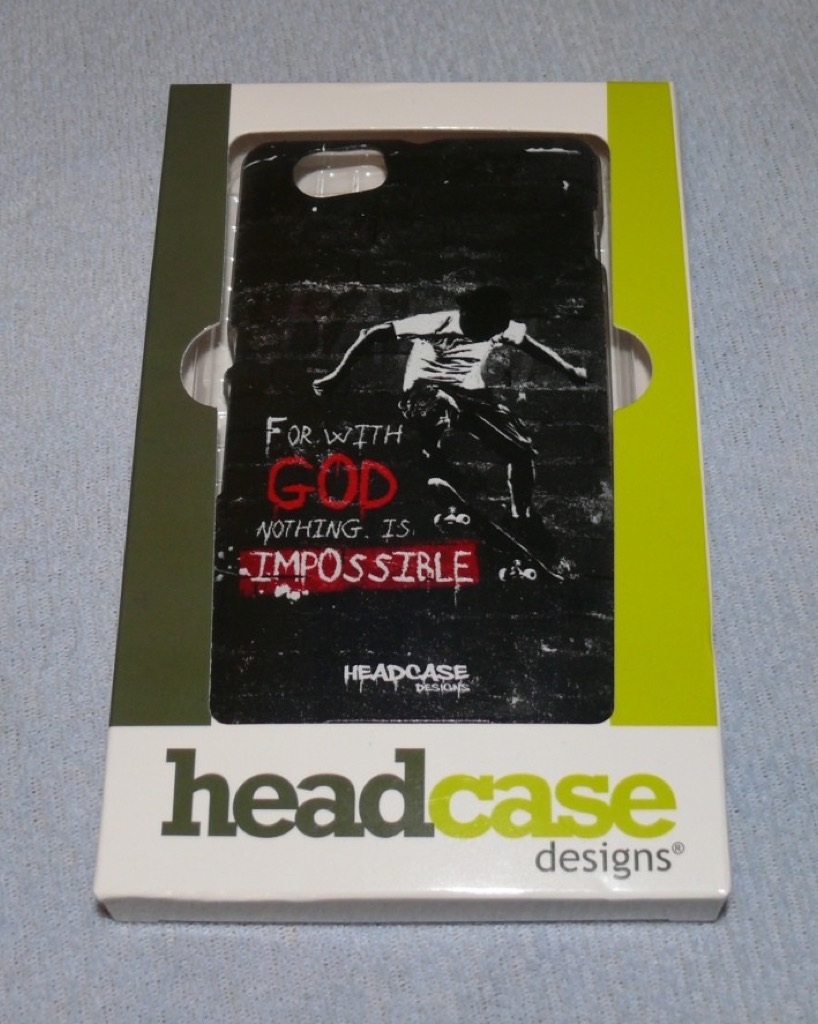 FOR WITH
GOD
NOTHING IS
IMPOSSIBLE
HEADCASE
DESIGNS
headcase
designs®